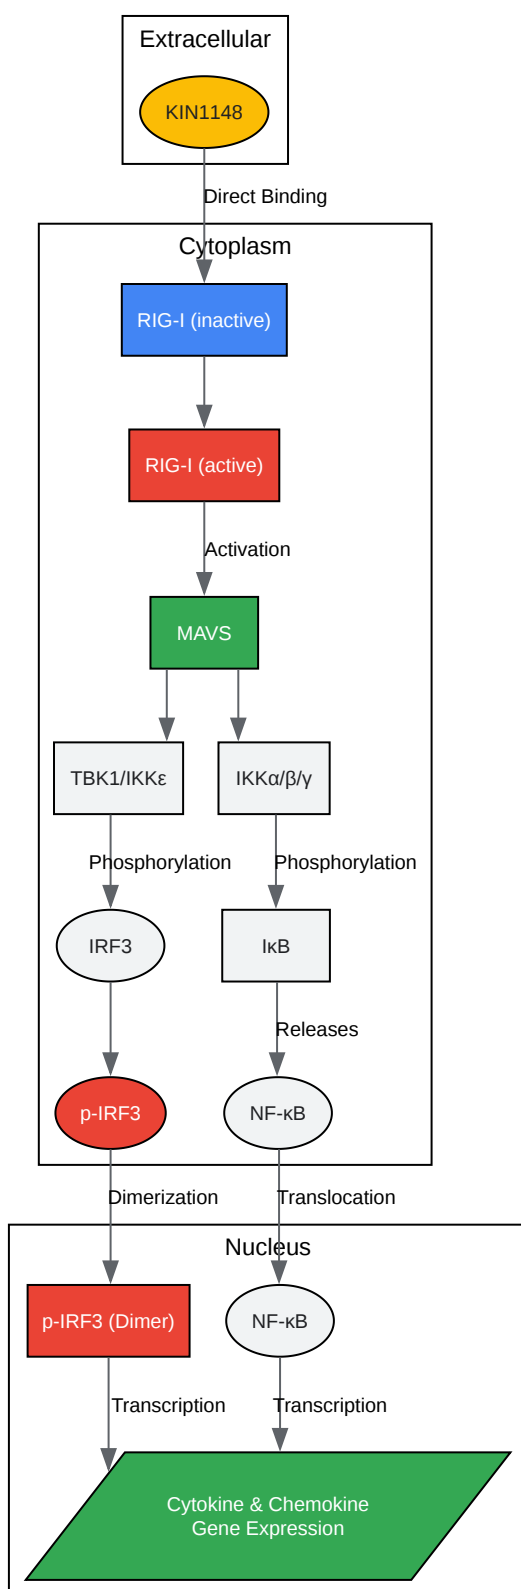 Extracellular
KIN1148
Direct Binding
Cytoplasm
RIG-I (inactive)
RIG-I (active)
Activation
MAVS
TBK1/IKKε
IKKα/β/γ
Phosphorylation
Phosphorylation
IRF3
IκB
Releases
p-IRF3
NF-κB
Dimerization
Translocation
Nucleus
p-IRF3 (Dimer)
NF-κB
Transcription
Transcription
Cytokine & Chemokine
Gene Expression